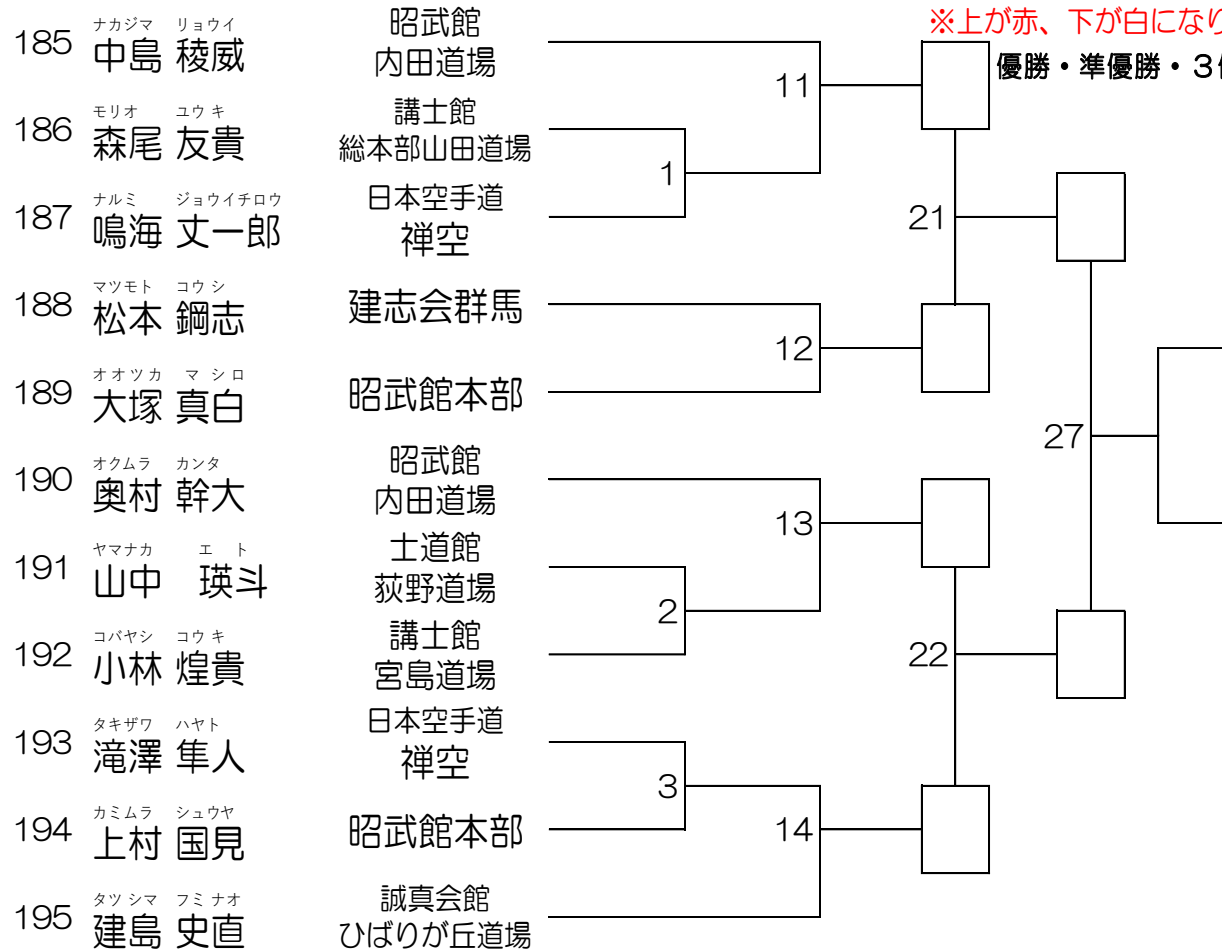 ※上が赤、下が白になり
優勝・準優勝・３
ナカジマ リョウイ
185 中島 稜威 昭武館 内田道場
11
モリオ ユウキ
186 森尾 友貴 講士館 総本部山田道場
1
ナルミ ジョウイチロウ
187 鳴海 丈一郎 日本空手道 禅空
21
マツモト コウシ
188 松本 鋼志 建志会群馬
12
オオツカ マシロ
189 大塚 真白 昭武館本部
27
オクムラ カンタ
190 奥村 幹大 昭武館 内田道場
13
ヤマナカ エト
191 山中 瑛斗 士道館 荻野道場
2
コバヤシ コウキ
192 小林 煌貴 講士館 宮島道場
22
タキザワ ハヤト
193 滝澤 隼人 日本空手道 禅空
3
カミムラ シュウヤ
194 上村 国見 昭武館本部
14
タツシマ フミナオ
195 建島 史直 誠真会館 ひばりが丘道場